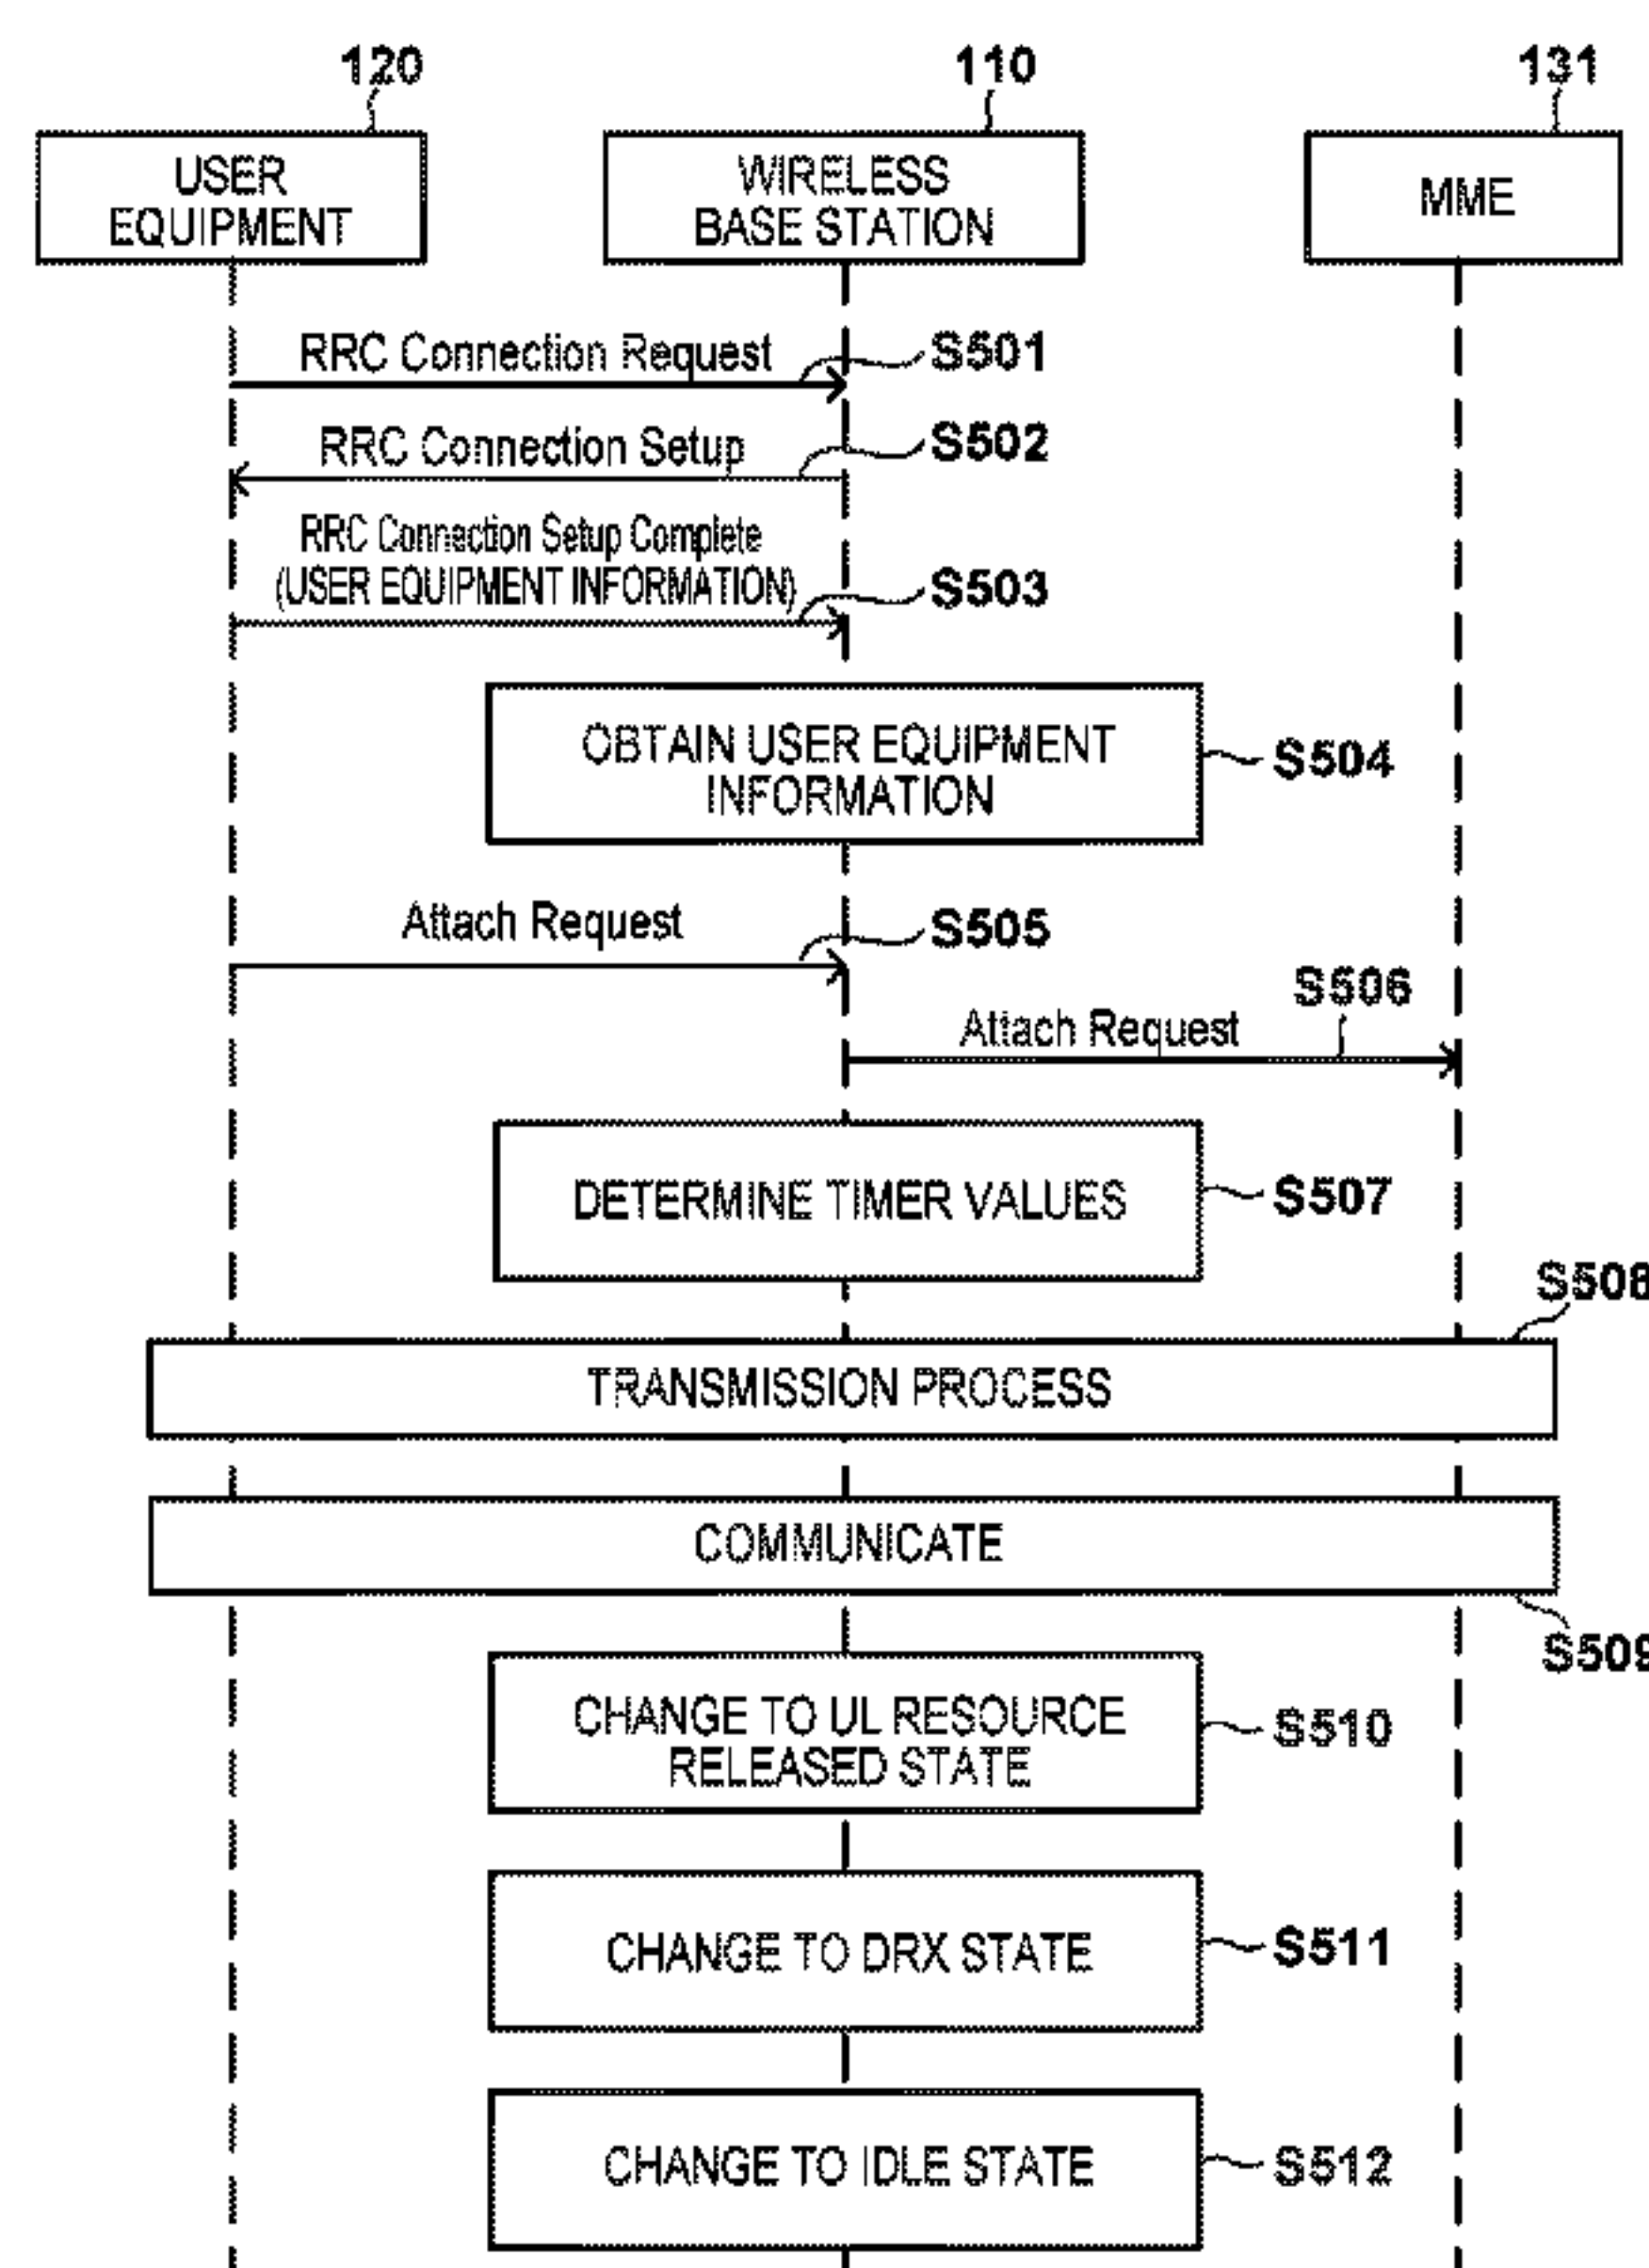 120
110
131
USER
EQUIPMENT
WIRELESS
BASE STATION
MME
RRC Connection Request
S501
RRC Connection Setup
S502
RRC Connection Setup Complete
(USER EQUIPMENT INFORMATION)
S503
OBTAIN USER EQUIPMENT
INFORMATION
S504
Attach Request
S505
S506
Attach Request
DETERMINE TIMER VALUES
S507
S508
TRANSMISSION PROCESS
COMMUNICATE
S509
CHANGE TO UL RESOURCE
RELEASED STATE
S510
CHANGE TO DRX STATE
S511
CHANGE TO IDLE STATE
S512